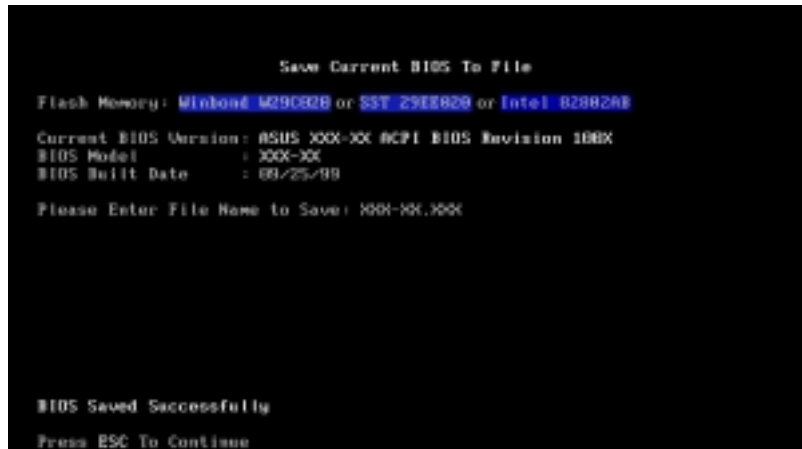 Save Current BIOS To File
Flash Memory: Winbond W29C020 or SST 29EE020 or Intel 82802AB
Current BIOS Version: ASUS XXX-XX ACPI BIOS Revision 100X
BIOS Model : XXX-XX
BIOS Built Date : 09/25/99
Please Enter File Name to Save: XXX-XX.XXX
BIOS Saved Successfully
Press ESC To Continue